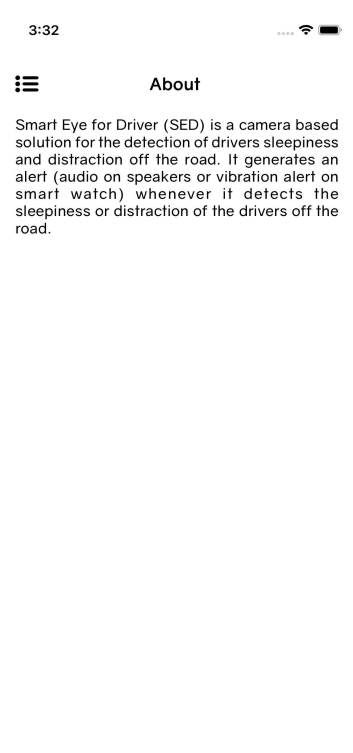 3:32
About
Smart Eye for Driver (SED) is a camera based
solution for the detection of drivers sleepiness
and distraction off the road. It generates an
alert (audio on speakers or vibration alert on
smart watch) whenever it detects the
sleepiness or distraction of the drivers off the
road.